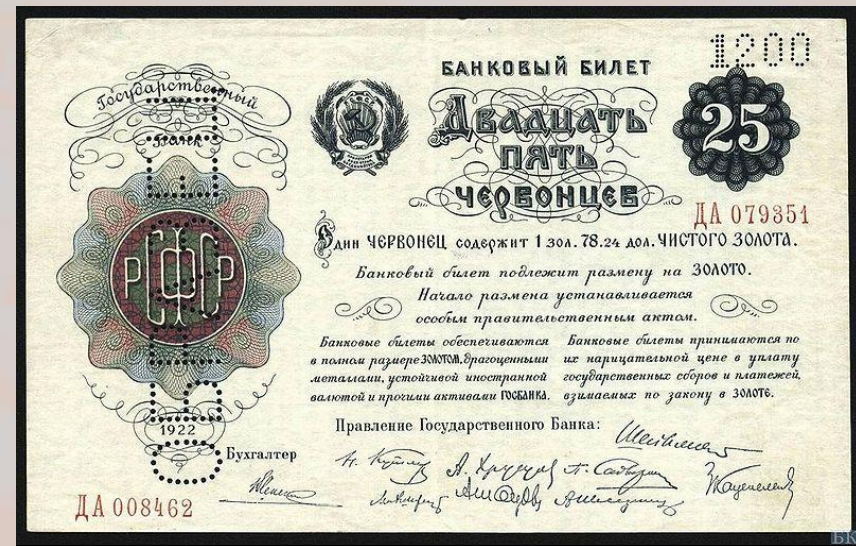 1200
БАНКОВЫЙ БИЛЕТ
Государственный
Банк
ДВАДЦАТЬ
ПЯТЬ
ЧЕРВОНЦЕВ
25
ДА 079351
Один ЧЕРВОНЕЦ содержит 1 зол. 78.24 дол. ЧИСТОГО ЗОЛОТА.
Банковый билет подлежит размену на ЗОЛОТО.
Начало размена устанавливается
особым правительственным актом.
РСФСР
Банковые билеты обеспечиваются
в полном размере ЗОЛОТОМ, драгоценными
металлами, устойчивой иностранной
валютой и прочими активами ГОСБАНКА.
Банковые билеты принимаются по
их нарицательной цене в уплату
государственных сборов и платежей,
взимаемых по закону в ЗОЛОТЕ.
1922
Правление Государственного Банка:
Бухгалтер
ДА 008462
БК